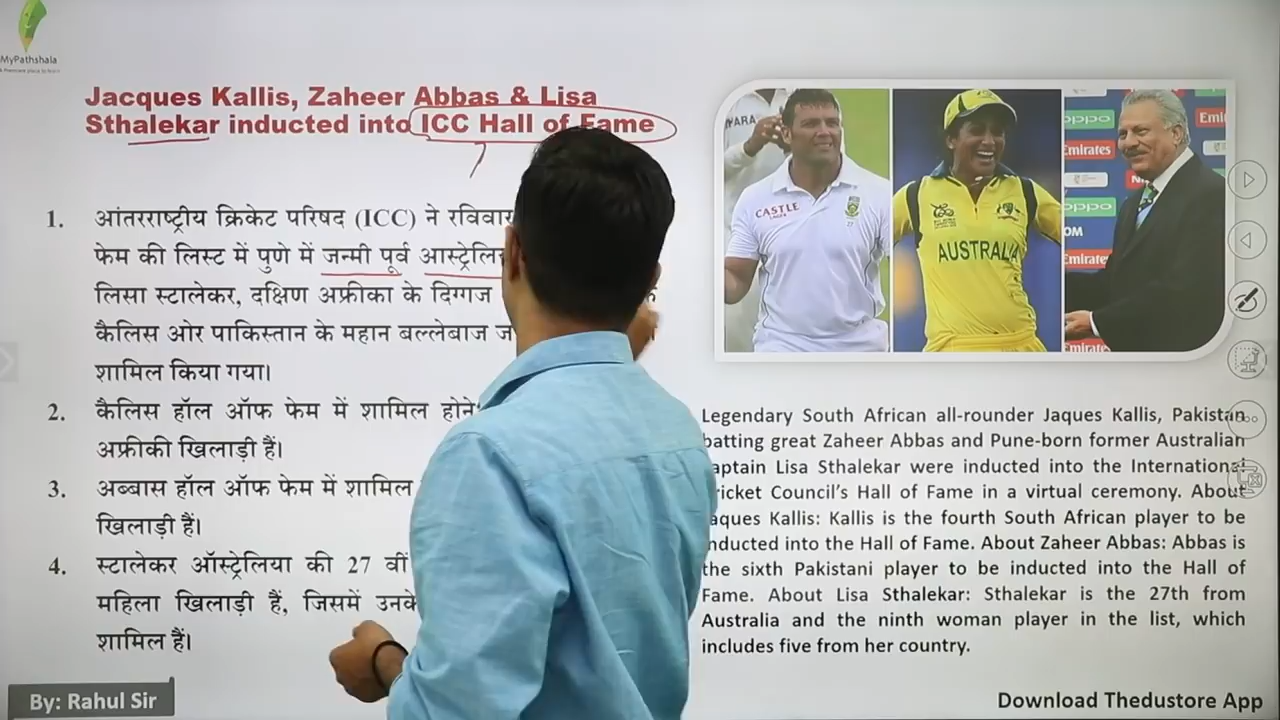 MyPathshala
Jacques Kallis, Zaheer Abbas & Lisa
Sthalekar inducted into ICC Hall of Fame
1. आंतरराष्ट्रीय क्रिकेट परिषद (ICC) ने रविवार
फेम की लिस्ट में पुणे में जन्मी पूर्व
लिसा स्टालेकर, दक्षिण अफ्रीका के दिग्गज
कैलिस ओर पाकिस्तान के महान बल्लेबाज
शामिल किया गया।
2. कैलिस हॉल ऑफ फेम में शामिल
अफ्रीकी खिलाड़ी हैं।
3. अब्बास हॉल ऑफ फेम में शामिल
खिलाड़ी हैं।
4. स्टालेकर ऑस्ट्रेलिया की 27 वीं
महिला खिलाड़ी हैं, जिसमें
शामिल हैं।
CASTLE
AUSTRALIA
oppo
Emirates
oppo
Emirates
Emirates
Legendary South African all-rounder Jaques Kallis, Pakistan
batting great Zaheer Abbas and Pune-born former Australian
captain Lisa Sthalekar were inducted into the International
Cricket Council's Hall of Fame in a virtual ceremony. About
Jaques Kallis: Kallis is the fourth South African player to be
inducted into the Hall of Fame. About Zaheer Abbas: Abbas is
the sixth Pakistani player to be inducted into the Hall of
Fame. About Lisa Sthalekar: Sthalekar is the 27th from
Australia and the ninth woman player in the list, which
includes five from her country.
By: Rahul Sir
Download Thedustore App